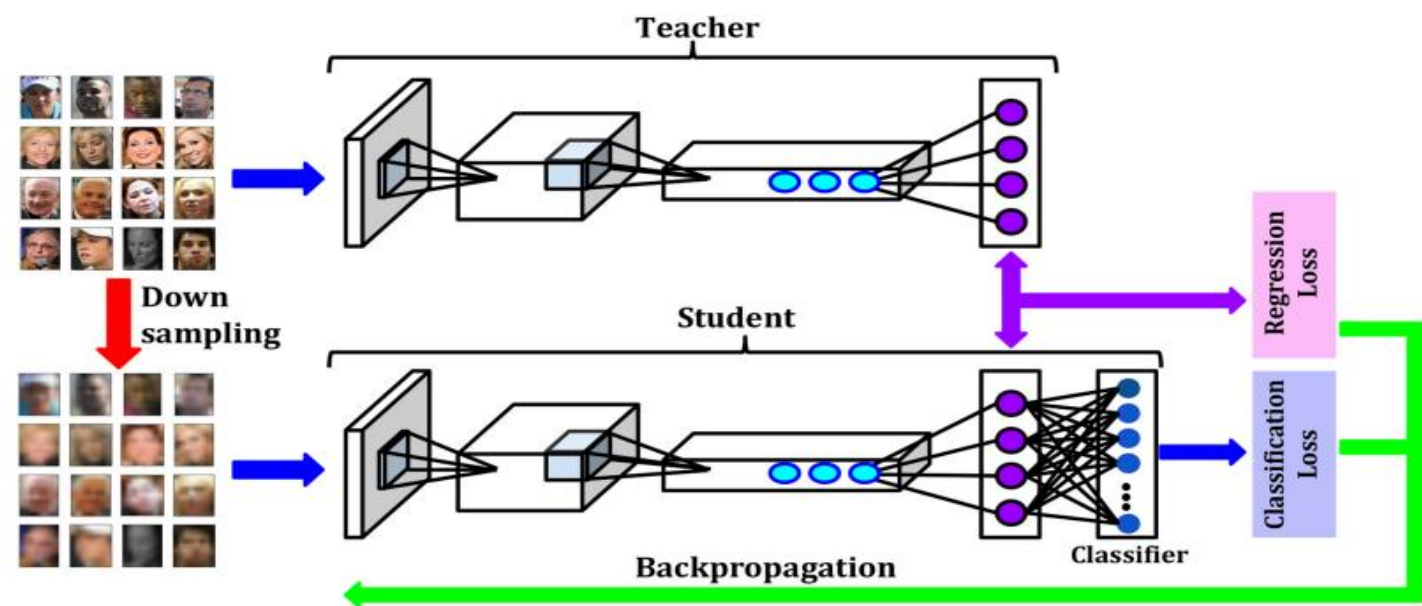 Teacher
Down
sampling
Student
Regression
Loss
Classification
Loss
Classifier
Backpropagation